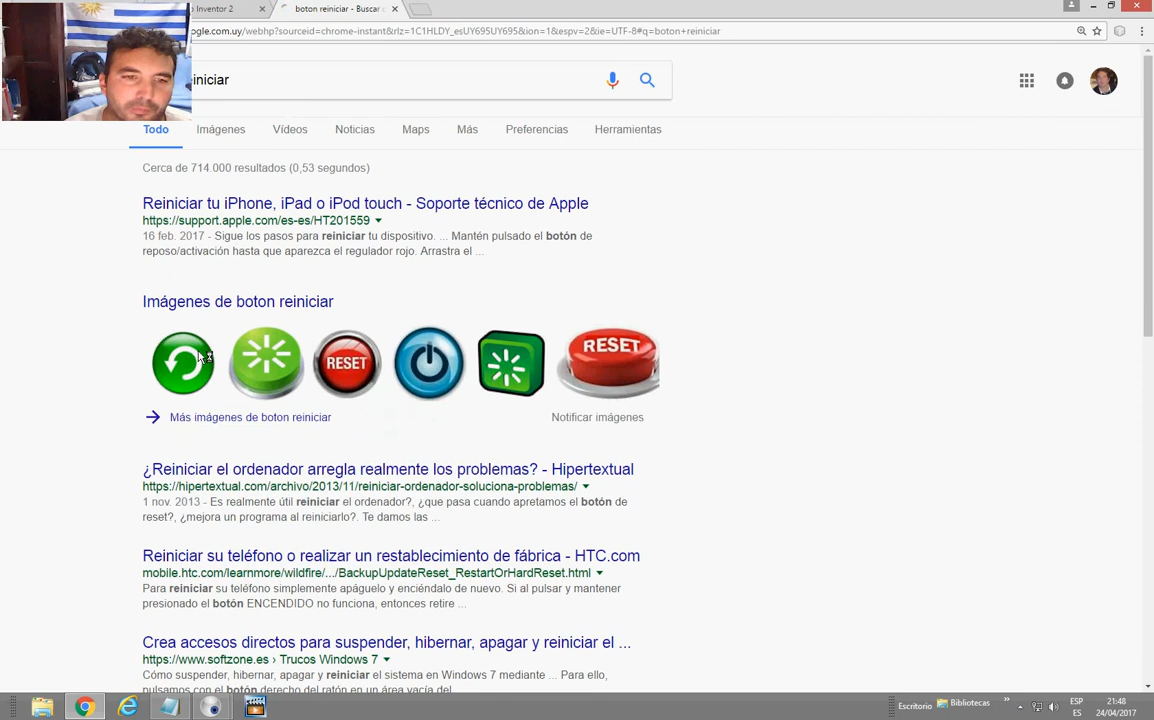 Inventor 2
boton reiniciar - Buscar c
gle.com.uy/webhp?sourceid=chrome-instant&rlz=1C1HLDY_esUY695UY695&ion=1&espv=2&ie=UTF-8#q=boton+reiniciar
iniciar
Todo Imágenes Vídeos Noticias Maps Más Preferencias Herramientas
Cerca de 714.000 resultados (0,53 segundos)
Reiniciar tu iPhone, iPad o iPod touch - Soporte técnico de Apple
https://support.apple.com/es-es/HT201559
16 feb. 2017 - Sigue los pasos para reiniciar tu dispositivo. ... Mantén pulsado el botón de
reposo/activación hasta que aparezca el regulador rojo. Arrastra el ...
Imágenes de boton reiniciar
RESET
RESET
Más imágenes de boton reiniciar Notificar imágenes
¿Reiniciar el ordenador arregla realmente los problemas? - Hipertextual
https://hipertextual.com/archivo/2013/11/reiniciar-ordenador-soluciona-problemas/
1 nov. 2013 - Es realmente útil reiniciar el ordenador?, ¿que pasa cuando apretamos el botón de
reset?, ¿mejora un programa al reiniciarlo?. Te damos las ...
Reiniciar su teléfono o realizar un restablecimiento de fábrica - HTC.com
mobile.htc.com/learnmore/wildfire/.../BackupUpdateReset_RestartOrHardReset.html
Para reiniciar su teléfono simplemente apáguelo y enciéndalo de nuevo. Si al pulsar y mantener
presionado el botón ENCENDIDO no funciona, entonces retire ...
Crea accesos directos para suspender, hibernar, apagar y reiniciar el ...
https://www.softzone.es › Trucos Windows 7
Cómo suspender, hibernar, apagar y reiniciar el sistema en Windows 7 mediante ... Para ello,
pulsamos con el botón derecho del ratón en un área vacía del
Escritorio Bibliotecas » ESP 21:48
ES 24/04/2017